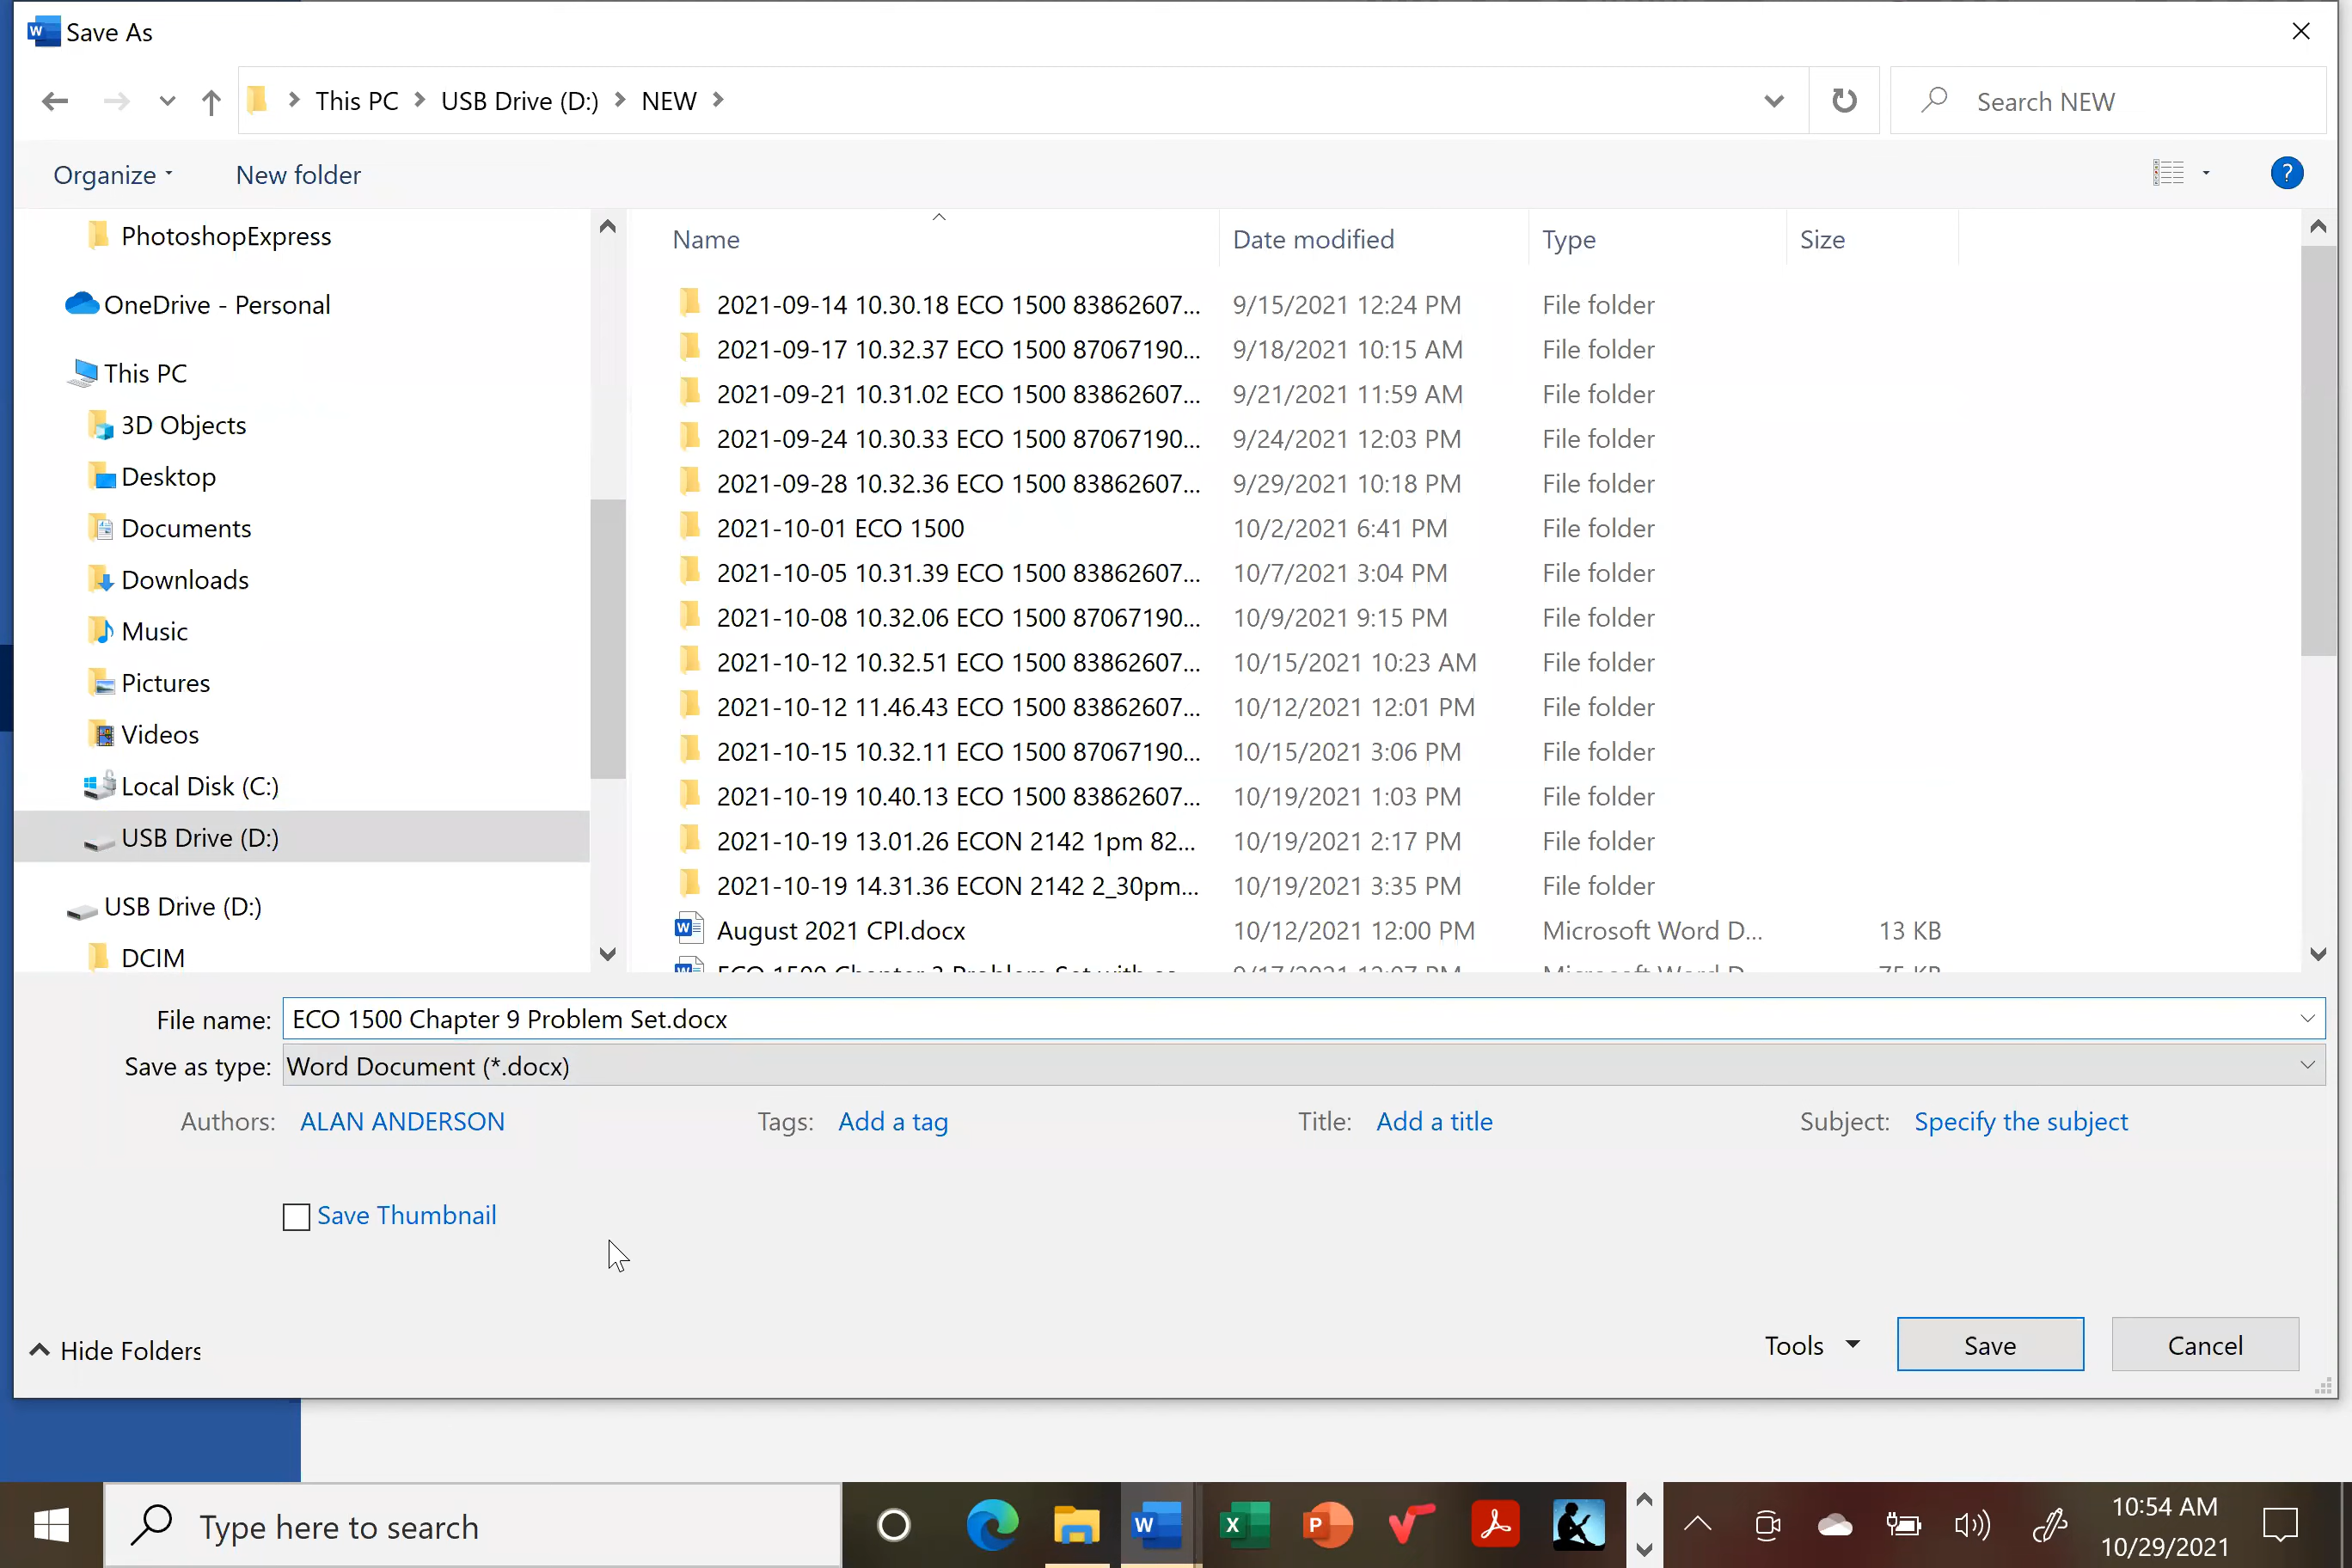 Save As
This PC > USB Drive (D:) > NEW >
Search NEW
Organize
New folder
PhotoshopExpress
OneDrive - Personal
This PC
3D Objects
Desktop
Documents
Downloads
Music
Pictures
Videos
Local Disk (C:)
USB Drive (D:)
USB Drive (D:)
DCIM
Name Date modified Type Size
2021-09-14 10.30.18 ECO 1500 83862607... 9/15/2021 12:24 PM File folder
2021-09-17 10.32.37 ECO 1500 87067190... 9/18/2021 10:15 AM File folder
2021-09-21 10.31.02 ECO 1500 83862607... 9/21/2021 11:59 AM File folder
2021-09-24 10.30.33 ECO 1500 87067190... 9/24/2021 12:03 PM File folder
2021-09-28 10.32.36 ECO 1500 83862607... 9/29/2021 10:18 PM File folder
2021-10-01 ECO 1500 10/2/2021 6:41 PM File folder
2021-10-05 10.31.39 ECO 1500 83862607... 10/7/2021 3:04 PM File folder
2021-10-08 10.32.06 ECO 1500 87067190... 10/9/2021 9:15 PM File folder
2021-10-12 10.32.51 ECO 1500 83862607... 10/15/2021 10:23 AM File folder
2021-10-12 11.46.43 ECO 1500 83862607... 10/12/2021 12:01 PM File folder
2021-10-15 10.32.11 ECO 1500 87067190... 10/15/2021 3:06 PM File folder
2021-10-19 10.40.13 ECO 1500 83862607... 10/19/2021 1:03 PM File folder
2021-10-19 13.01.26 ECON 2142 1pm 82... 10/19/2021 2:17 PM File folder
2021-10-19 14.31.36 ECON 2142 2_30pm... 10/19/2021 3:35 PM File folder
August 2021 CPI.docx 10/12/2021 12:00 PM Microsoft Word D... 13 KB
File name: ECO 1500 Chapter 9 Problem Set.docx
Save as type: Word Document (*.docx)
Authors: ALAN ANDERSON Tags: Add a tag Title: Add a title Subject: Specify the subject
Save Thumbnail
Hide Folders
Tools Save Cancel
Type here to search
10:54 AM
10/29/2021